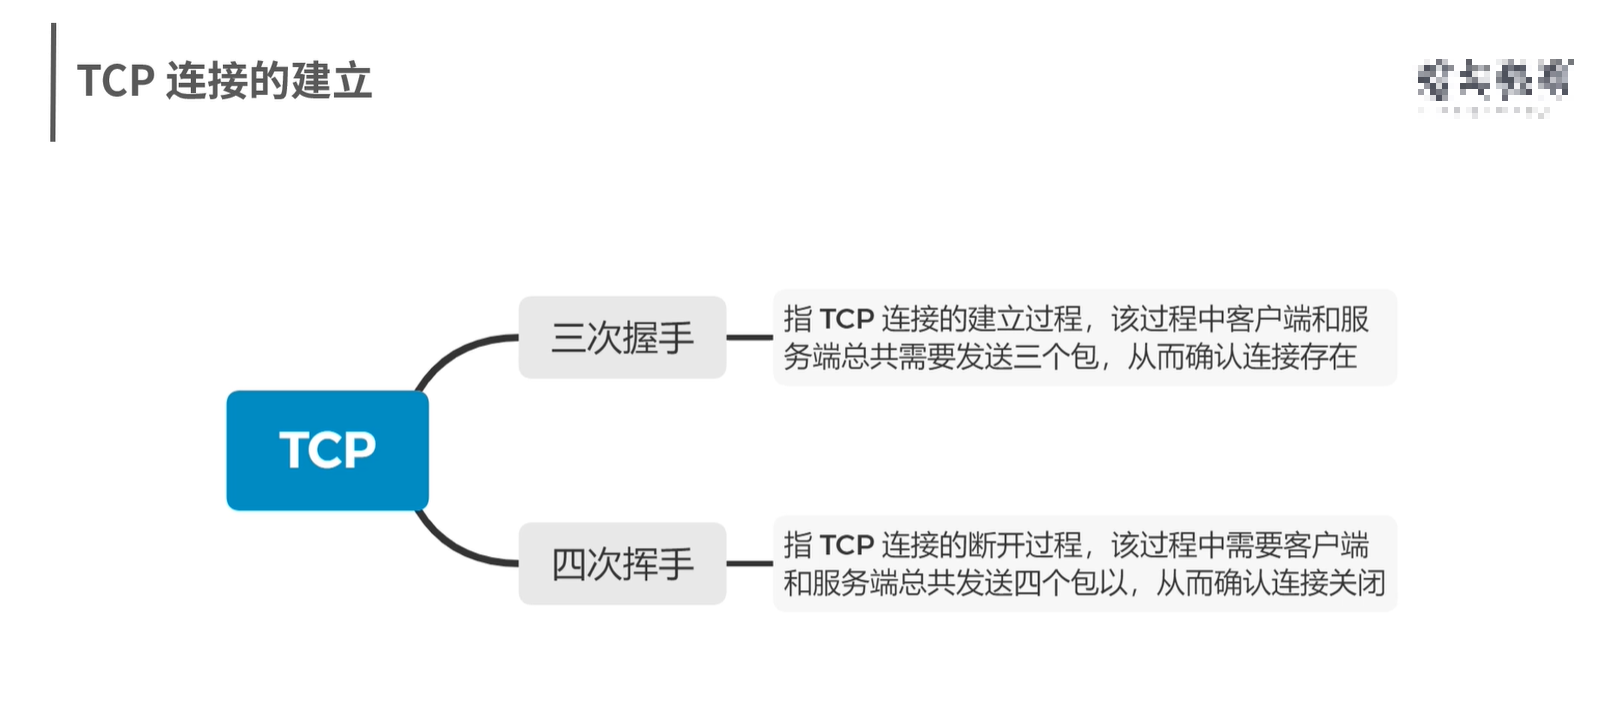 TCP 连接的建立
三次握手
指 TCP 连接的建立过程，该过程中客户端和服
务端总共需要发送三个包，从而确认连接存在
TCP
四次挥手
指 TCP 连接的断开过程，该过程中需要客户端
和服务端总共发送四个包以，从而确认连接关闭